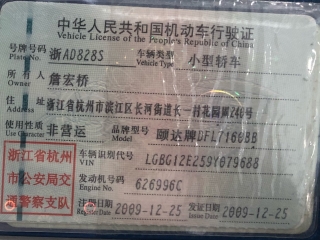 中华人民共和国机动车行驶证
Vehicle License of the People's Republic of China
号牌号码 Plate No. 浙AD828S 车辆类型 Vehicle Type 小型轿车
所有人 Owner 詹宏桥
住址 Address 浙江省杭州市滨江区长河街道长一村花园圃240号
使用性质 Use Character 非营运 品牌型号 Model 颐达牌DFL7160BB
浙江省杭州市公安局交通警察支队
车辆识别代号 VIN LGBG12E259Y079688
发动机号码 Engine No. 626996C
注册日期 Register Date 2009-12-25 发证日期 Issue Date 2009-12-25